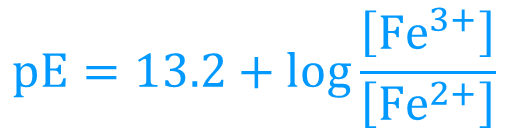 pE = 13.2 + log [Fe³⁺] / [Fe²⁺]